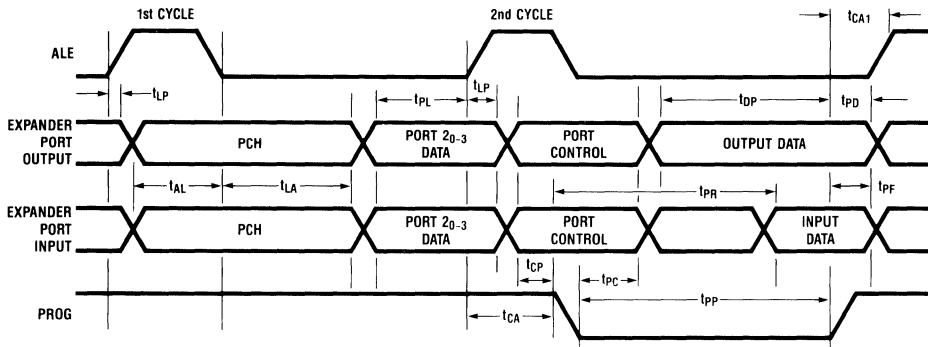 1st CYCLE
2nd CYCLE
tCA1
ALE
tLP
tPL
tLP
tDP
tPD
EXPANDER
PORT
OUTPUT
PCH
PORT 20–3
DATA
PORT
CONTROL
OUTPUT DATA
tAL
tLA
tPR
tPF
EXPANDER
PORT
INPUT
PCH
PORT 20–3
DATA
PORT
CONTROL
INPUT
DATA
tCP
tPC
tPP
tCA
PROG